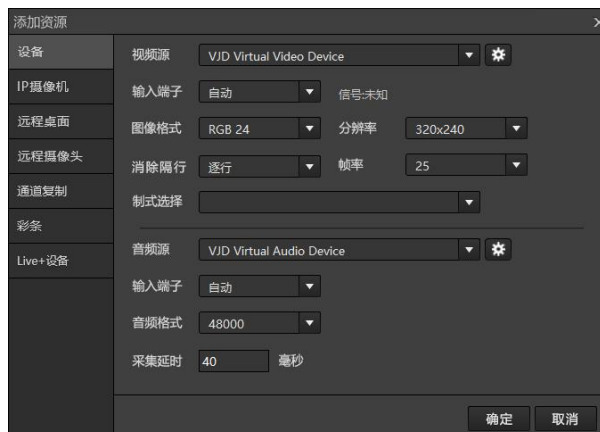 添加资源
设备
IP摄像机
远程桌面
远程摄像头
通道复制
彩条
Live+设备
视频源 VJD Virtual Video Device
输入端子 自动 信号:未知
图像格式 RGB 24 分辨率 320x240
消除隔行 逐行 帧率 25
制式选择
音频源 VJD Virtual Audio Device
输入端子 自动
音频格式 48000
采集延时 40 毫秒
确定 取消